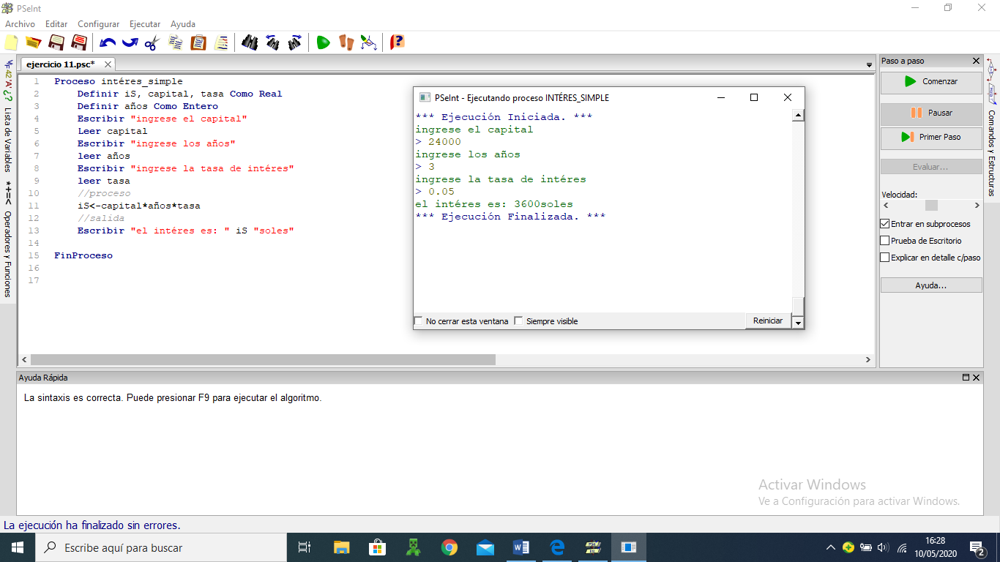 PSeInt
Archivo Editar Configurar Ejecutar Ayuda
ejercicio 11.psc*
1 Proceso intéres_simple
2 Definir iS, capital, tasa Como Real
3 Definir años Como Entero
4 Escribir "ingrese el capital"
5 Leer capital
6 Escribir "ingrese los años"
7 leer años
8 Escribir "ingrese la tasa de intéres"
9 leer tasa
10 //proceso
11 iS<-capital*años*tasa
12 //salida
13 Escribir "el intéres es: " iS "soles"
14
15 FinProceso
16
17
PSeInt - Ejecutando proceso INTÉRES_SIMPLE
*** Ejecución Iniciada. ***
ingrese el capital
> 24000
ingrese los años
> 3
ingrese la tasa de intéres
> 0.05
el intéres es: 3600soles
*** Ejecución Finalizada. ***
No cerrar esta ventana Siempre visible Reiniciar
Lista de Variables
*+=< Operadores y Funciones
Paso a paso
Comenzar
Pausar
Primer Paso
Evaluar...
Velocidad:
Entrar en subprocesos
Prueba de Escritorio
Explicar en detalle c/paso
Ayuda...
Comandos y Estructuras
Ayuda Rápida
La sintaxis es correcta. Puede presionar F9 para ejecutar el algoritmo.
Activar Windows
Ve a Configuración para activar Windows.
La ejecución ha finalizado sin errores.
Escribe aquí para buscar
16:28
10/05/2020
2